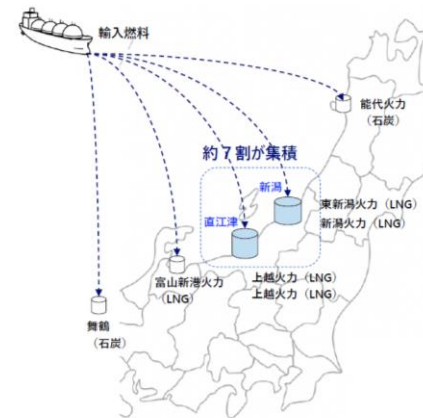 輸入燃料
能代火力
（石炭）
約７割が集積
新潟
東新潟火力（LNG）
新潟火力（LNG）
直江津
上越火力（LNG）
上越火力（LNG）
富山新港火力
（LNG）
舞鶴
（石炭）